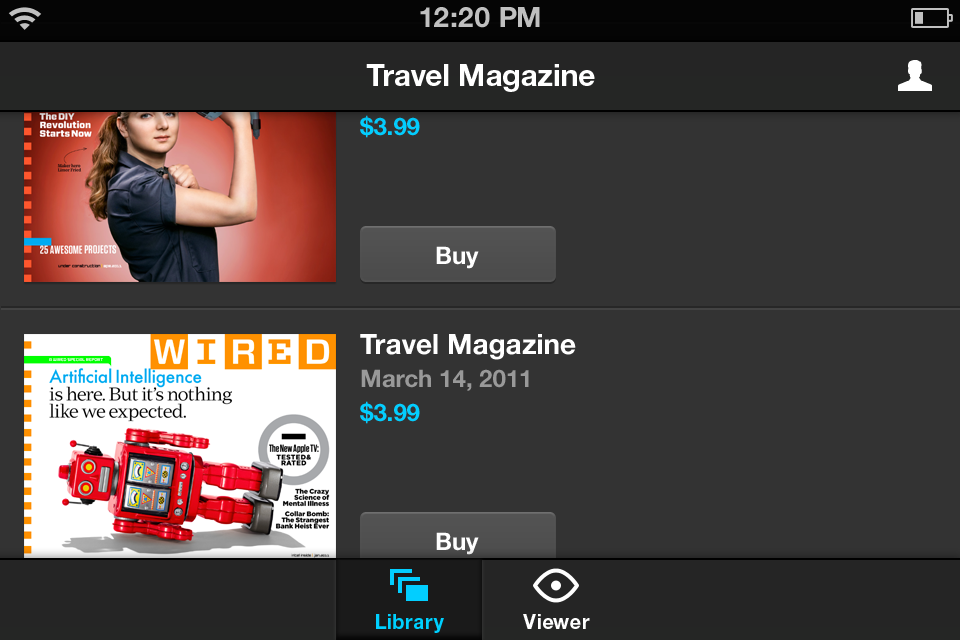 12:20 PM
Travel Magazine
The DIY
Revolution
Starts Now
$3.99
25 AWESOME PROJECTS
Buy
WIRED
Artificial Intelligence
is here. But it's nothing
like we expected.
The New Apple TV:
TESTED &
RATED
The Crazy
Science of
Mental Illness
Collar Bomb:
The Strangest
Bank Heist Ever
Travel Magazine
March 14, 2011
$3.99
Buy
Library
Viewer